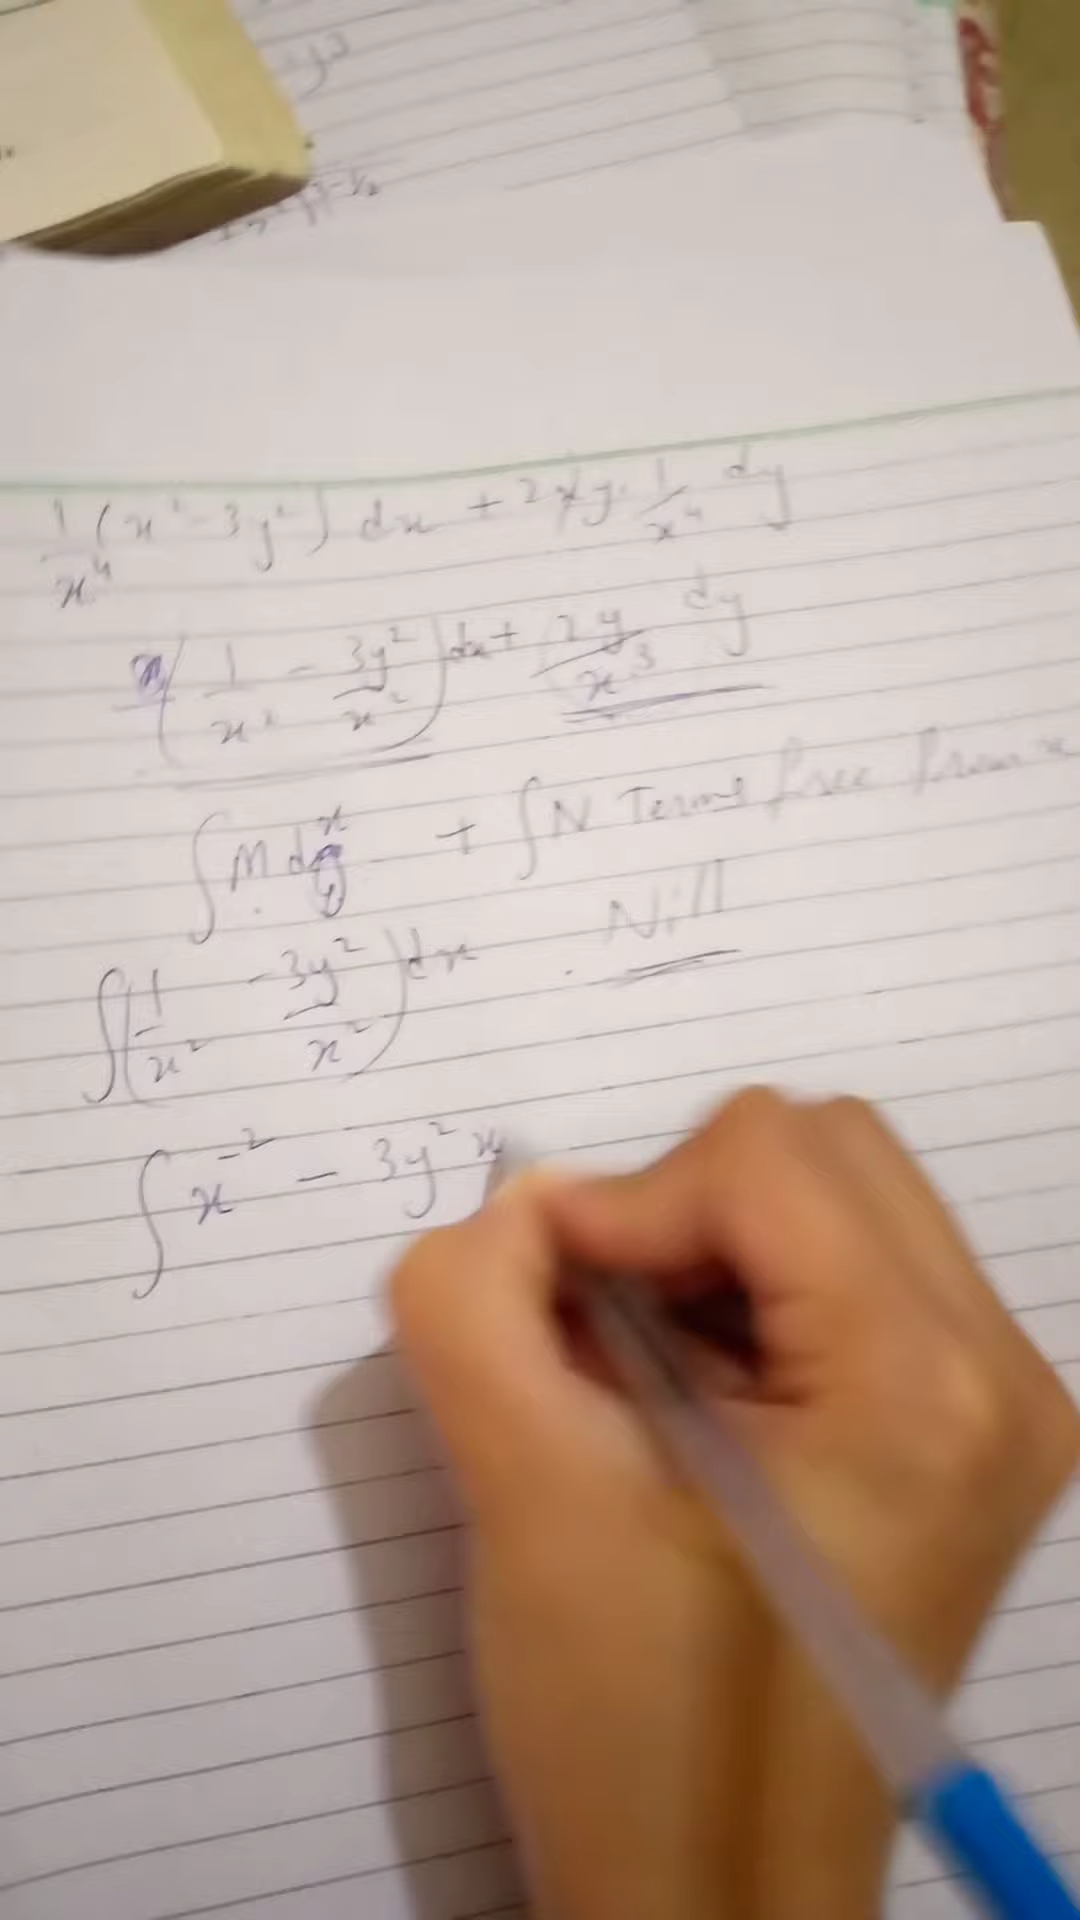 1/x⁴ (x² - 3y²) dx + 2xy · 1/x⁴ dy
(1/x² - 3y²/x²) dx + 2y/x³ dy
∫ M dx + ∫ N Terms free from x
Nill
∫ (1/x² - 3y²/x²) dx
∫ x⁻² - 3y² x